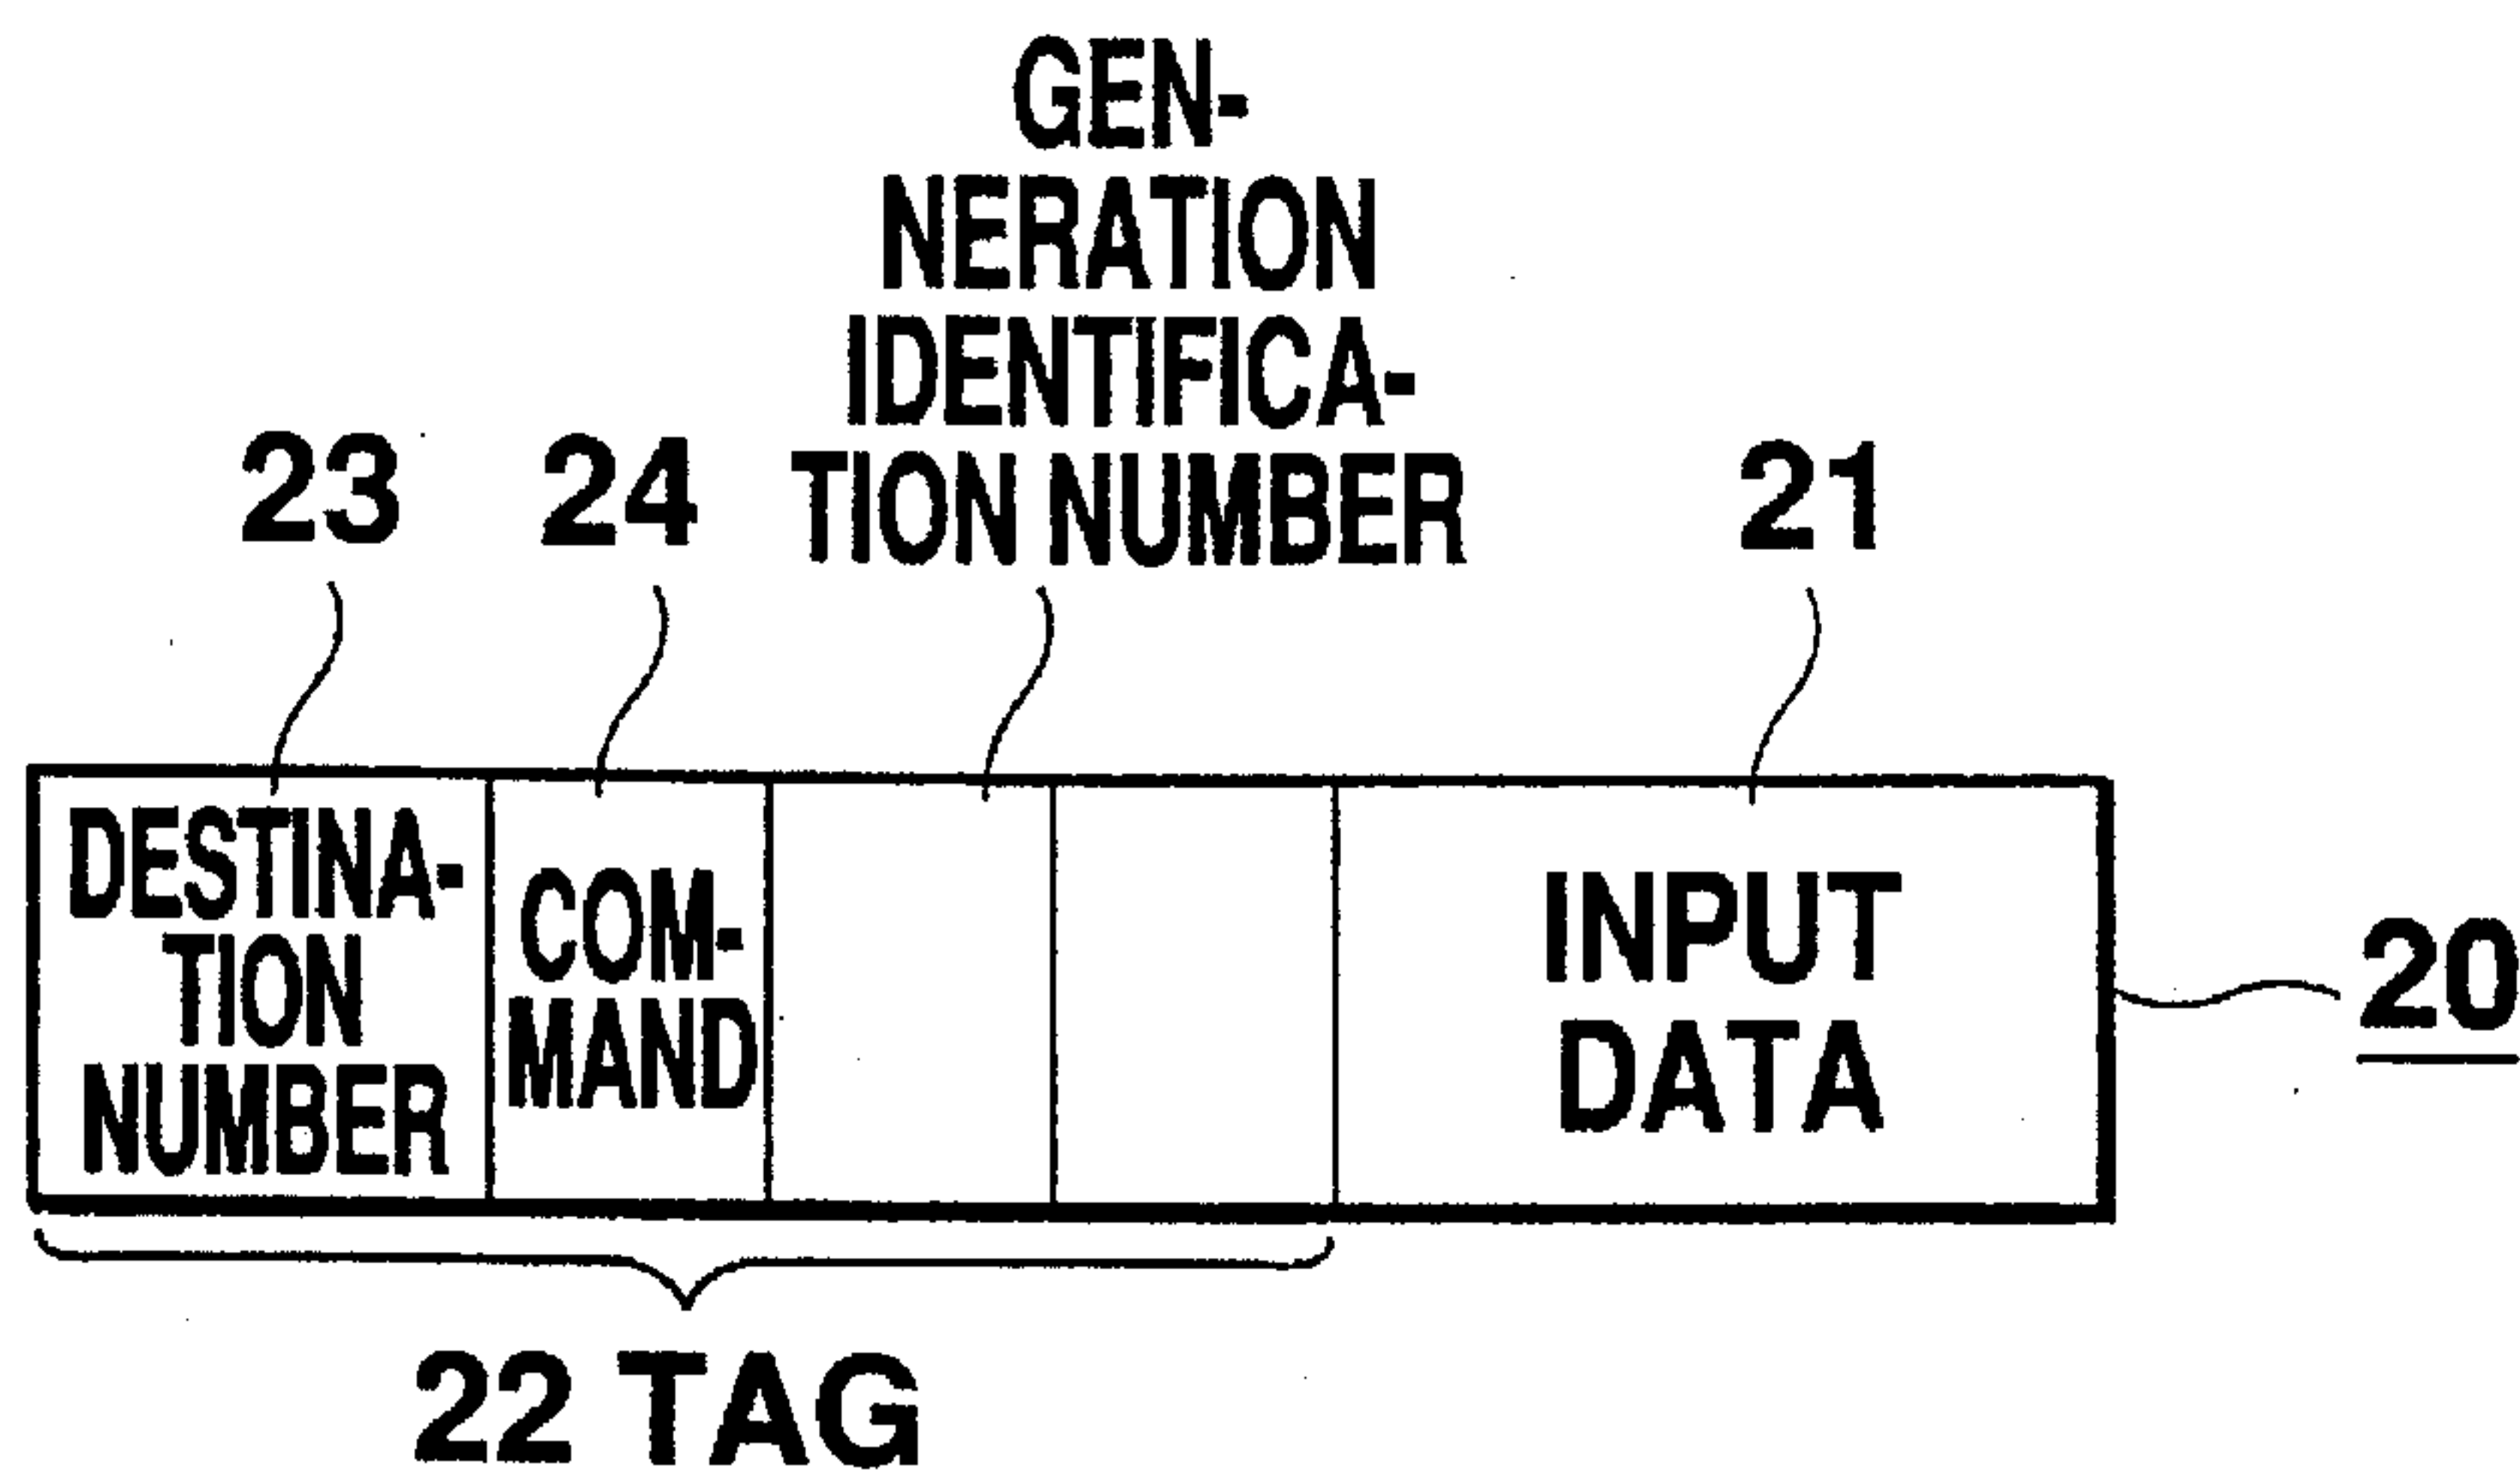 GEN-
NERATION
IDENTIFICA-
TION NUMBER
23 24 21
DESTINA-
TION
NUMBER
COM-
MAND
INPUT
DATA
20
22 TAG